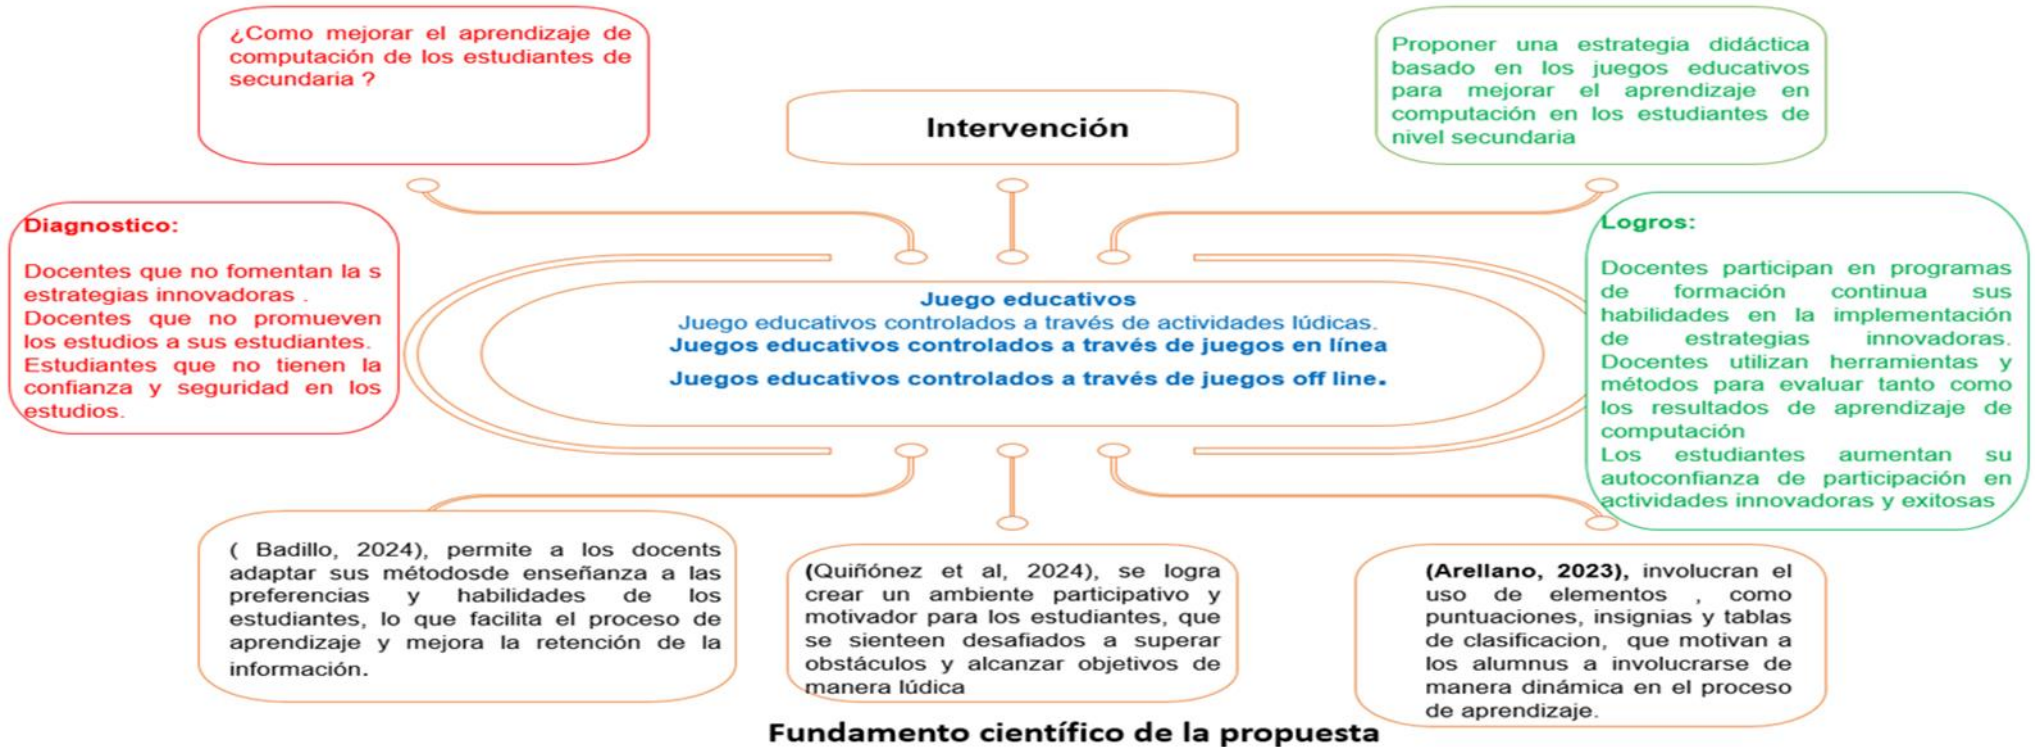 ¿Como mejorar el aprendizaje de
computación de los estudiantes de
secundaria ?
Intervención
Proponer una estrategia didáctica
basado en los juegos educativos
para mejorar el aprendizaje en
computación en los estudiantes de
nivel secundaria
Diagnostico:
Docentes que no fomentan la s
estrategias innovadoras .
Docentes que no promueven
los estudios a sus estudiantes.
Estudiantes que no tienen la
confianza y seguridad en los
estudios.
Juego educativos
Juego educativos controlados a través de actividades lúdicas.
Juegos educativos controlados a través de juegos en línea
Juegos educativos controlados a través de juegos off line.
Logros:
Docentes participan en programas
de formación continua sus
habilidades en la implementación
de estrategias innovadoras.
Docentes utilizan herramientas y
métodos para evaluar tanto como
los resultados de aprendizaje de
computación
Los estudiantes aumentan su
autoconfianza de participación en
actividades innovadoras y exitosas
( Badillo, 2024), permite a los docents
adaptar sus métodosde enseñanza a las
preferencias y habilidades de los
estudiantes, lo que facilita el proceso de
aprendizaje y mejora la retención de la
información.
(Quiñónez et al, 2024), se logra
crear un ambiente participativo y
motivador para los estudiantes, que
se sienteen desafiados a superar
obstáculos y alcanzar objetivos de
manera lúdica
(Arellano, 2023), involucran el
uso de elementos , como
puntuaciones, insignias y tablas
de clasificacion, que motivan a
los alumnus a involucrarse de
manera dinámica en el proceso
de aprendizaje.
Fundamento científico de la propuesta